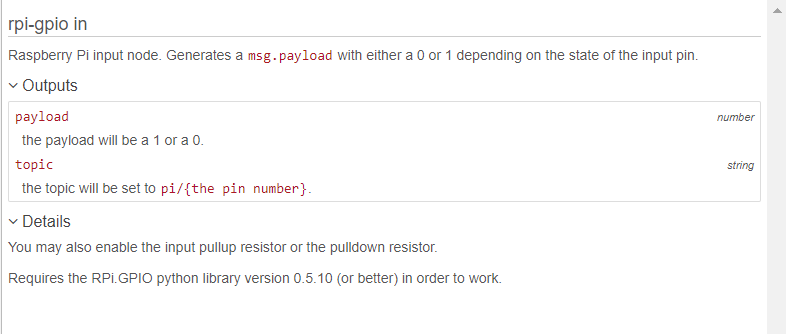 rpi-gpio in
Raspberry Pi input node. Generates a msg.payload with either a 0 or 1 depending on the state of the input pin.
Outputs
payload number
the payload will be a 1 or a 0.
topic string
the topic will be set to pi/{the pin number}.
Details
You may also enable the input pullup resistor or the pulldown resistor.
Requires the RPi.GPIO python library version 0.5.10 (or better) in order to work.